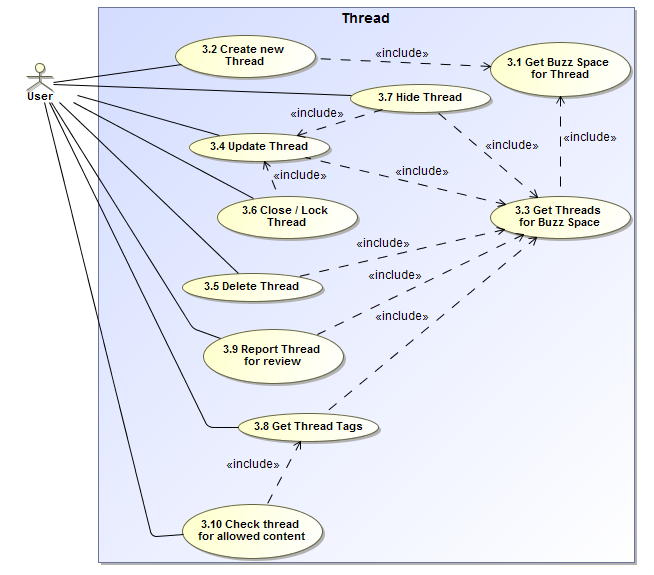 Thread
3.2 Create new
Thread
«include»
3.1 Get Buzz Space
for Thread
User
3.7 Hide Thread
«include»
«include»
3.4 Update Thread
«include»
«include»
«include»
3.6 Close / Lock
Thread
3.3 Get Threads
for Buzz Space
«include»
3.5 Delete Thread
«include»
«include»
3.9 Report Thread
for review
3.8 Get Thread Tags
«include»
3.10 Check thread
for allowed content